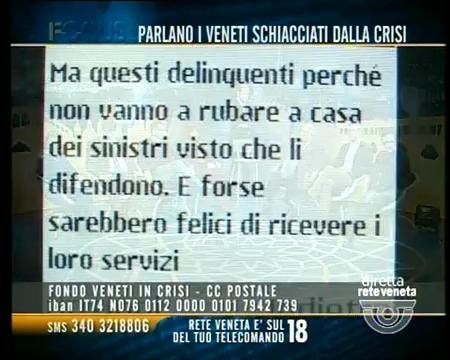 FOCUS
PARLANO I VENETI SCHIACCIATI DALLA CRISI
Ma questi delinquenti perché
non vanno a rubare a casa
dei sinistri visto che li
difendono. E forse
sarebbero felici di ricevere i
loro servizi
diretta
reteveneta
FONDO VENETI IN CRISI - CC POSTALE
iban IT74 N076 0112 0000 0101 7942 739
SMS 340 3218806
RETE VENETA E' SUL
DEL TUO TELECOMANDO 18